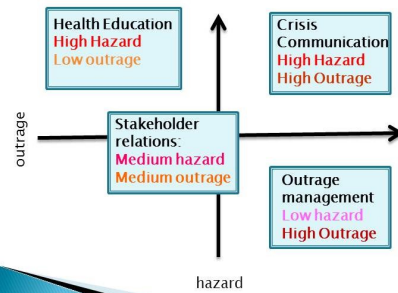 Health Education
High Hazard
Low outrage
Crisis
Communication
High Hazard
High Outrage
outrage
Stakeholder
relations:
Medium hazard
Medium outrage
Outrage
management
Low hazard
High Outrage
hazard